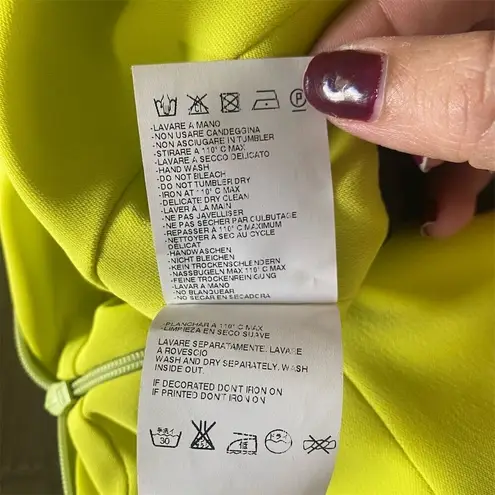 P
-LAVARE A MANO
-NON USARE CANDEGGINA
-NON ASCIUGARE IN TUMBLER
-STIRARE A 110°C MAX
-LAVARE A SECCO DELICATO
-HAND WASH
-DO NOT BLEACH
-DO NOT TUMBLER DRY
-IRON AT 110°C MAX
-DELICATE DRY CLEAN
-LAVER À LA MAIN
-NE PAS JAVELLISER
-NE PAS SÉCHER PAR CULBUTAGE
-REPASSER À 110°C MAXIMUM
-NETTOYER À SEC AU CYCLE
DÉLICAT
-HANDWASCHEN
-NICHT BLEICHEN
-KEIN TROCKENSCHLENDERN
-NASSBÜGELN MAX 110°C MAX
-FEINE TROCKENREINIGUNG
-LAVAR A MANO
-NO BLANQUEAR
-NO SECAR EN SECADORA
-PLANCHAR A 110°C MAX
-LIMPIEZA EN SECO SUAVE
LAVARE SEPARATAMENTE. LAVARE
A ROVESCIO
WASH AND DRY SEPARATELY. WASH
INSIDE OUT.
IF DECORATED DON'T IRON ON
IF PRINTED DON'T IRON ON
30